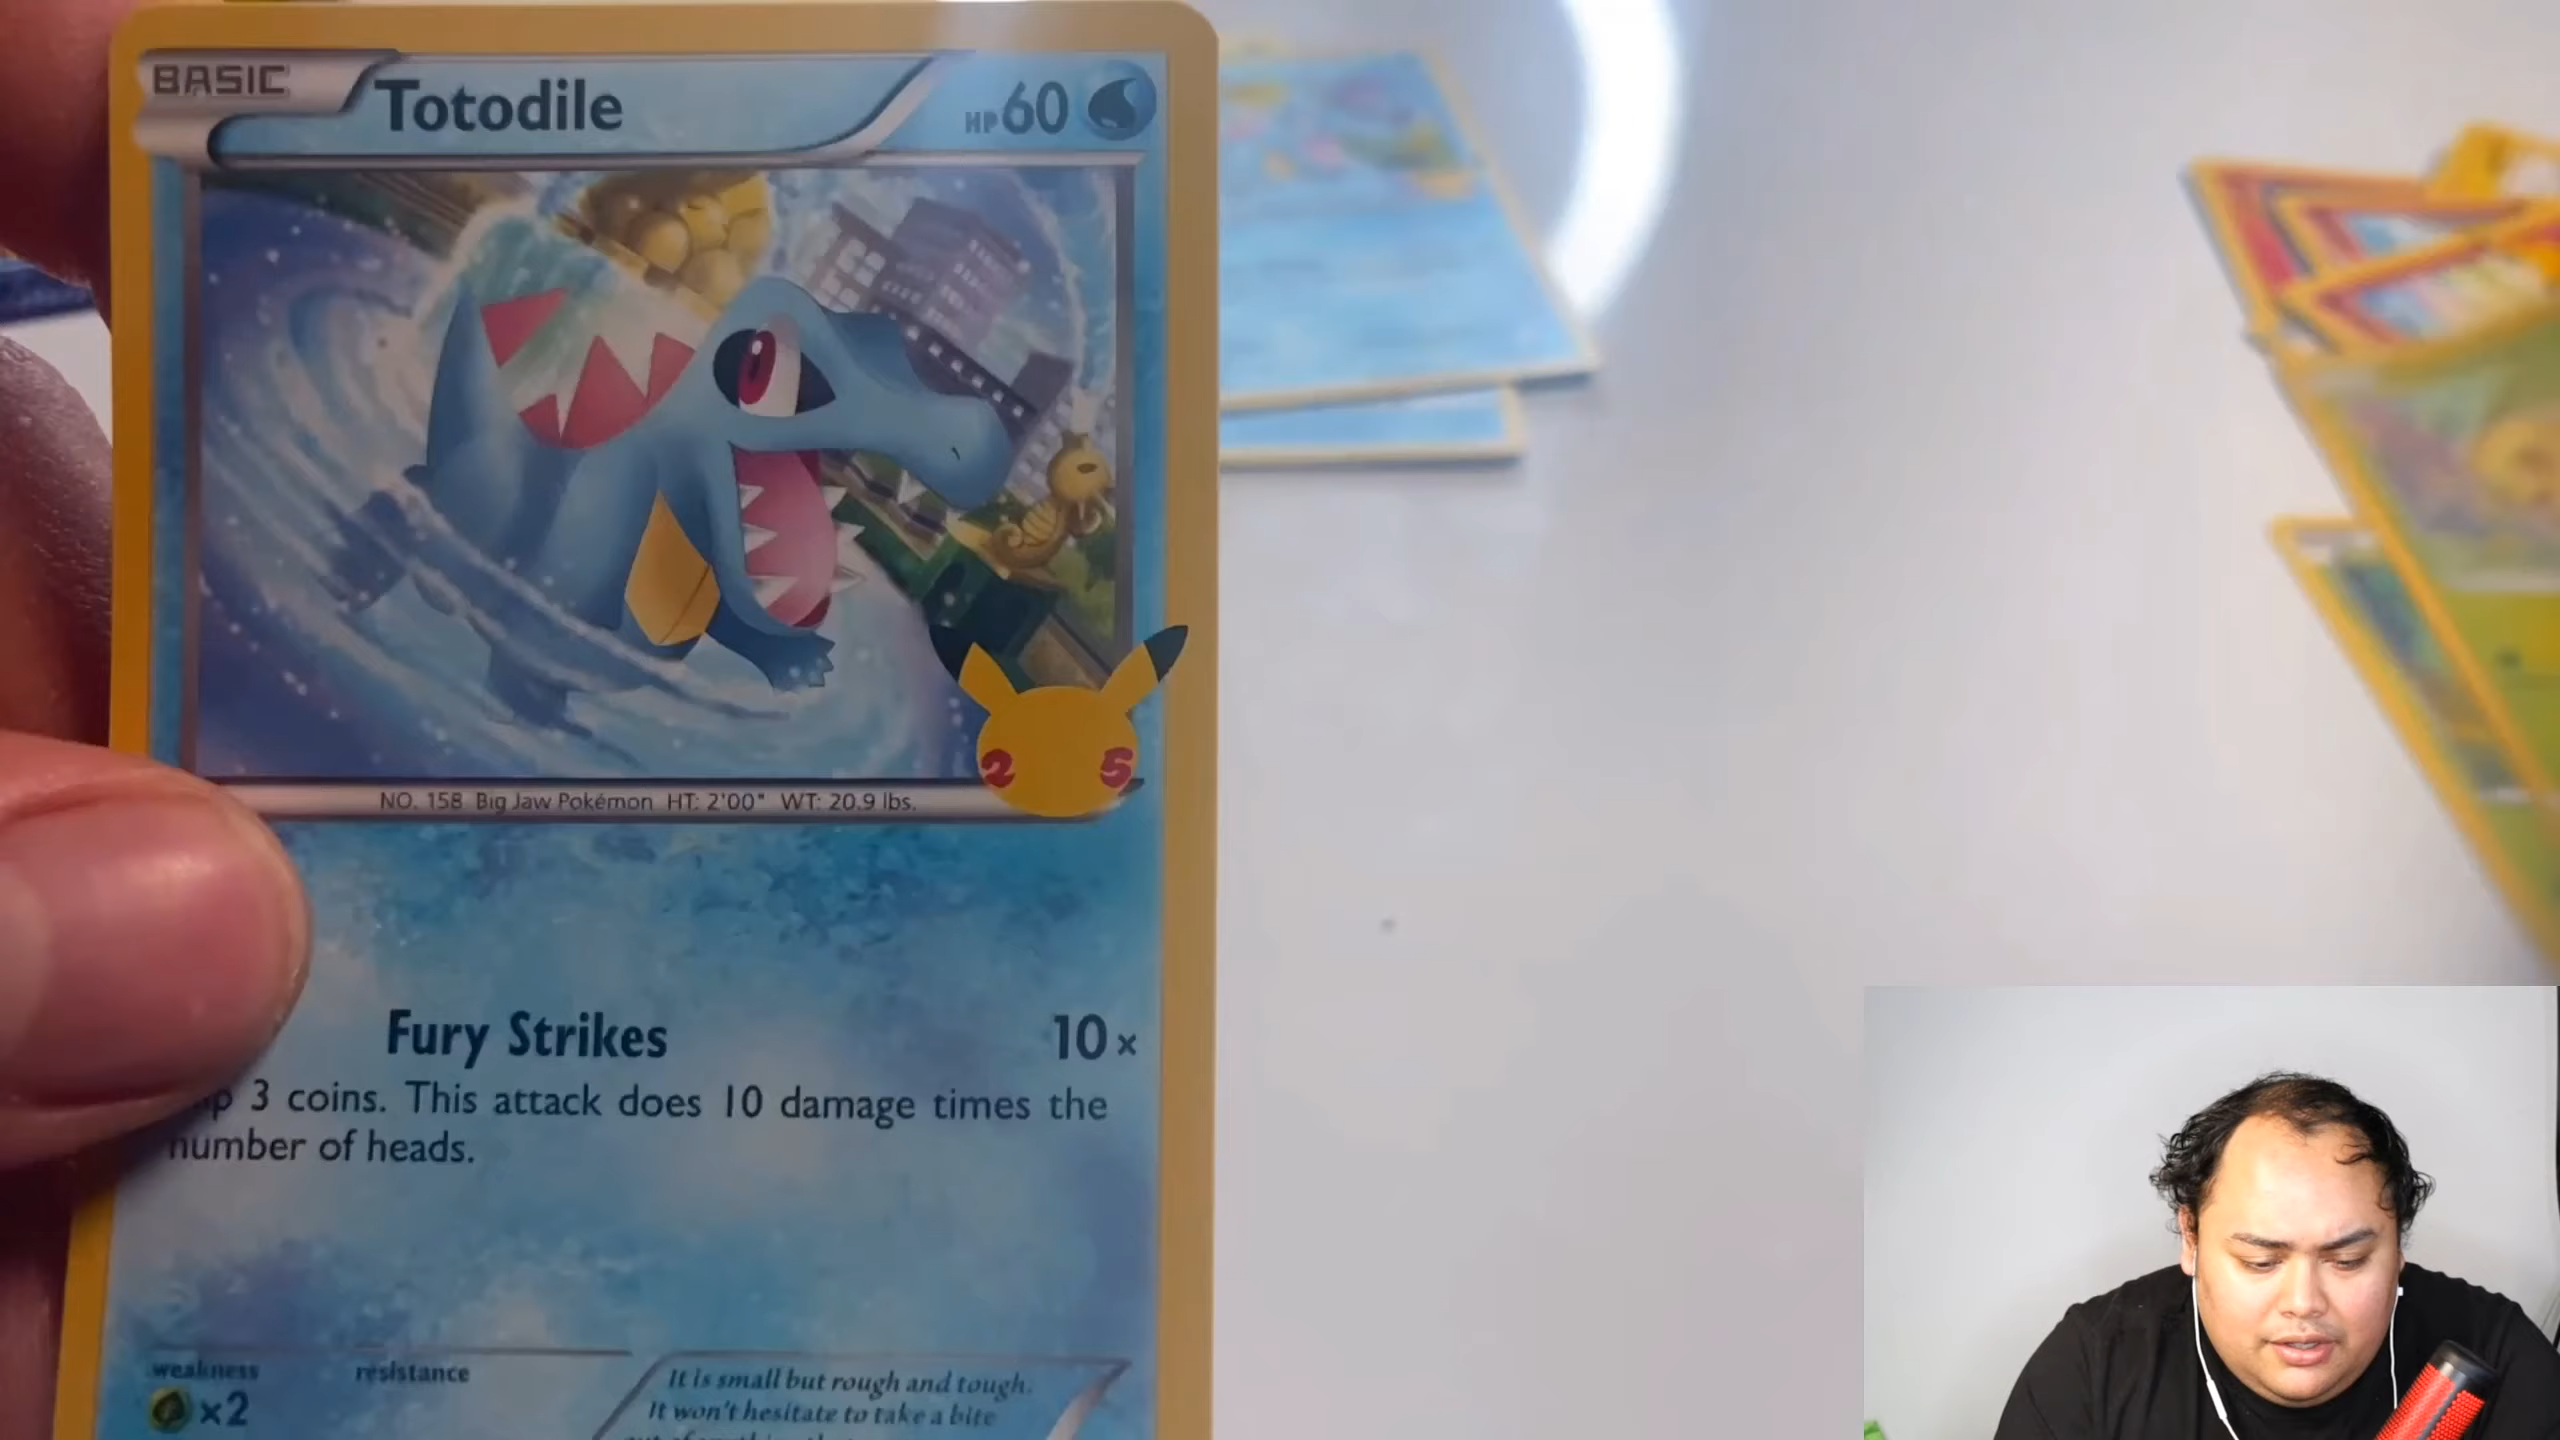 BASIC
Totodile
HP60
25
NO. 158 Big Jaw Pokémon HT: 2'00" WT: 20.9 lbs.
Fury Strikes 10×
3 coins. This attack does 10 damage times the
number of heads.
weakness resistance
×2
It is small but rough and tough.
It won't hesitate to take a bite